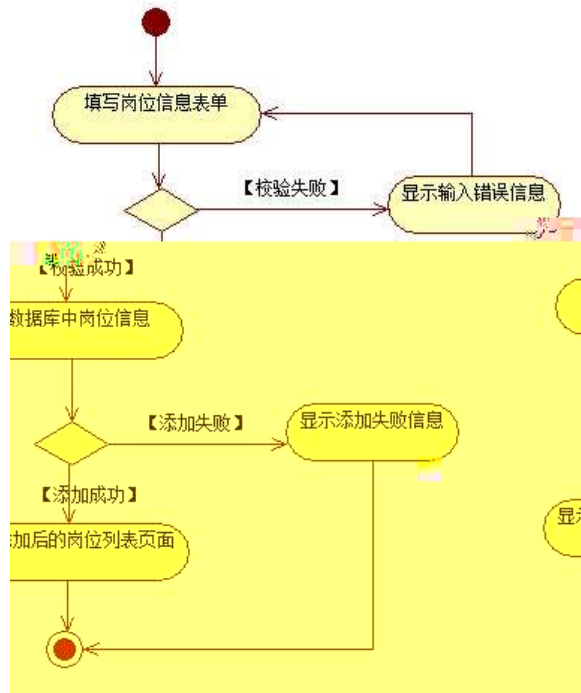 填写岗位信息表单
【校验失败】
显示输入错误信息
【校验成功】
数据库中岗位信息
【添加失败】
显示添加失败信息
【添加成功】
显
加后的岗位列表页面